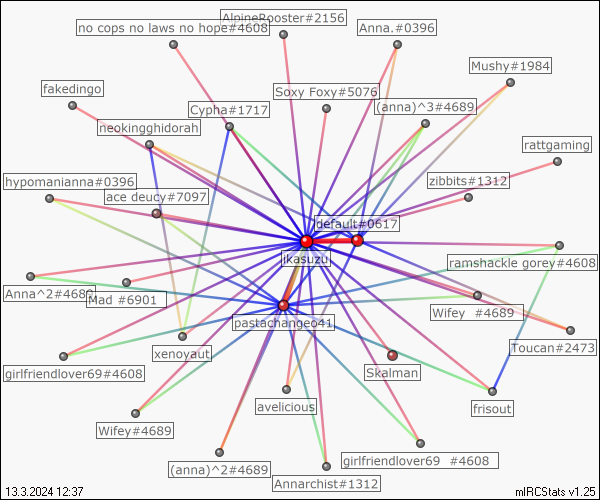 AlpineRooster#2156
no cops no laws no hope#4608
Anna.#0396
Mushy#1984
fakedingo
Soxy Foxy#5076
Cypha#1717
(anna)^3#4689
neokingghidorah
rattgaming
hypomanianna#0396
zibbits#1312
ace deucy#7097
default#0617
jkasuzu
ramshackle gorey#4608
Anna^2#4689
Mad #6901
Wifey #4689
pastachangeo41
xenoyaut
Toucan#2473
girlfriendlover69#4608
Skalman
avelicious
frisout
Wifey#4689
girlfriendlover69 #4608
(anna)^2#4689
Annarchist#1312
13.3.2024 12:37
mIRCStats v1.25